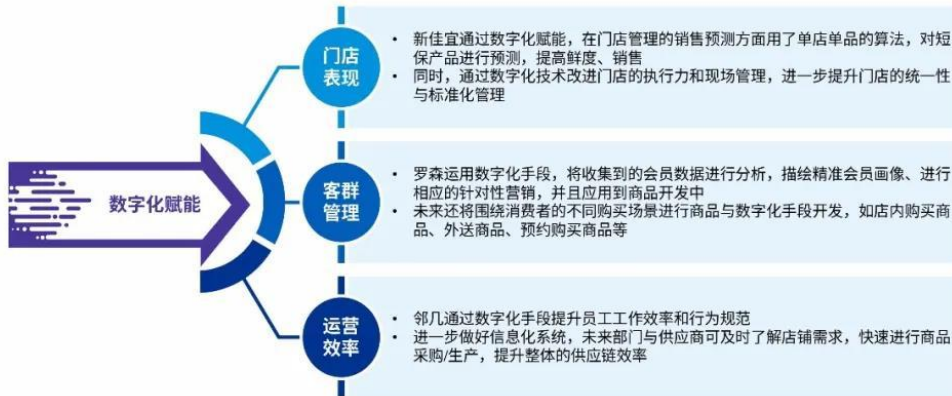 数字化赋能
门店
表现
• 新佳宜通过数字化赋能，在门店管理的销售预测方面用了单店单品的算法，对短
保产品进行预测，提高鲜度、销售
• 同时，通过数字化技术改进门店的执行力和现场管理，进一步提升门店的统一性
与标准化管理
客群
管理
• 罗森运用数字化手段，将收集到的会员数据进行分析，描绘精准会员画像、进行
相应的针对性营销，并且应用到商品开发中
• 未来还将围绕消费者的不同购买场景进行商品与数字化手段开发，如店内购买商
品、外送商品、预约购买商品等
运营
效率
• 邻几通过数字化手段提升员工工作效率和行为规范
• 进一步做好信息化系统，未来部门与供应商可及时了解店铺需求，快速进行商品
采购/生产，提升整体的供应链效率